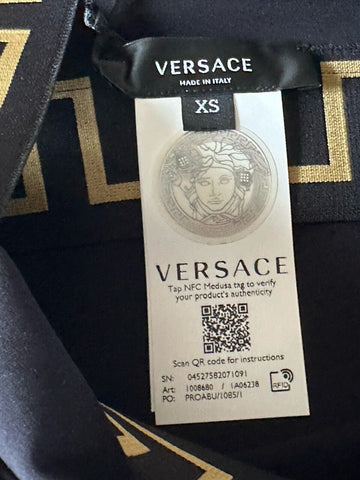 VERSACE
MADE IN ITALY
XS
VERSACE
Tap NFC Medusa tag to verify
your product's authenticity
Scan QR code for instructions
SN: 04527582071091
Art: 1008680 / 1A06238
PO: PROABU/1085/1
RFID